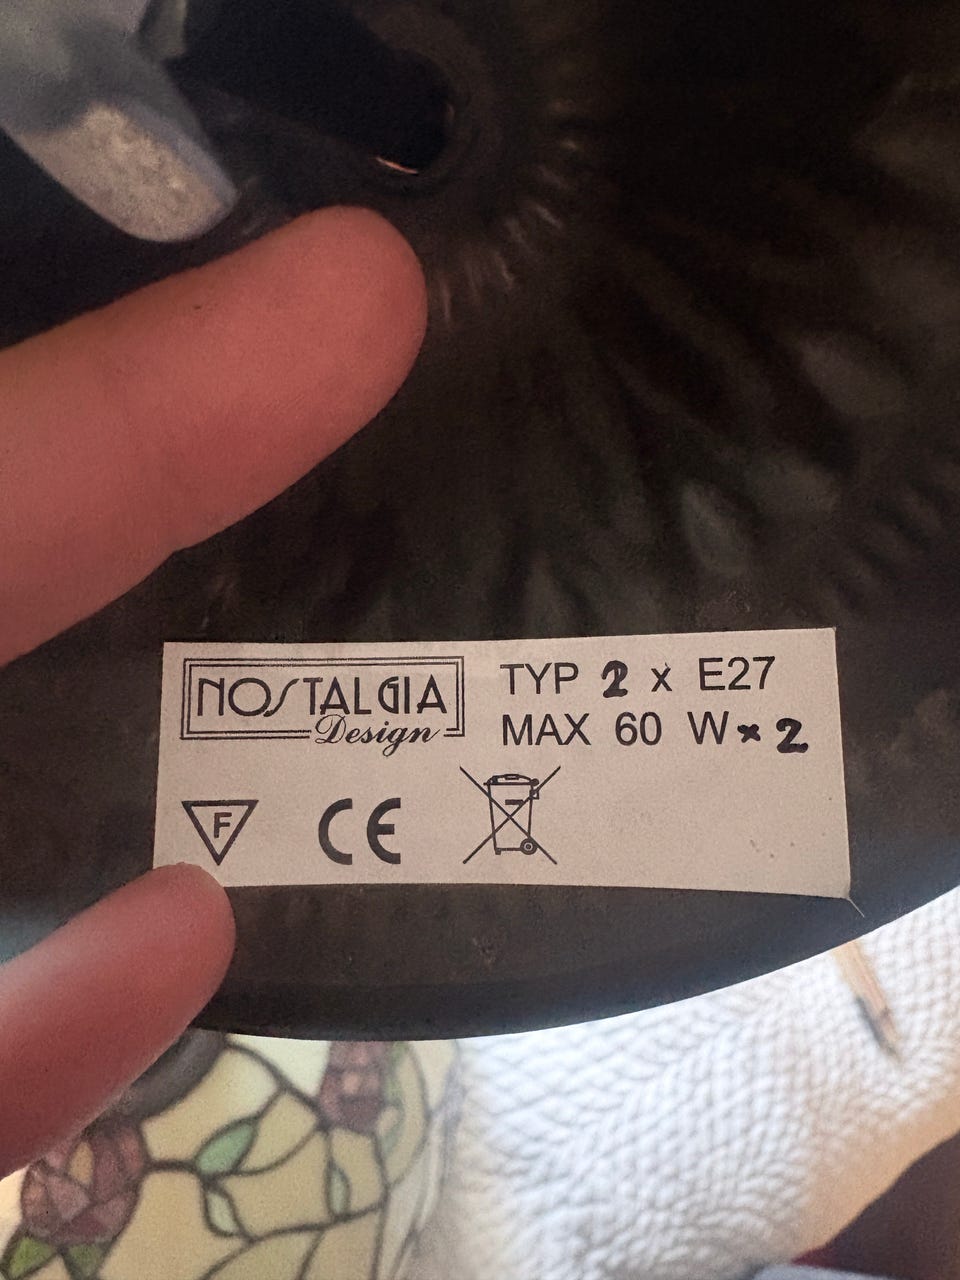 NOSTALGIA
Design
TYP 2 x E27
MAX 60 W x 2
F
CE